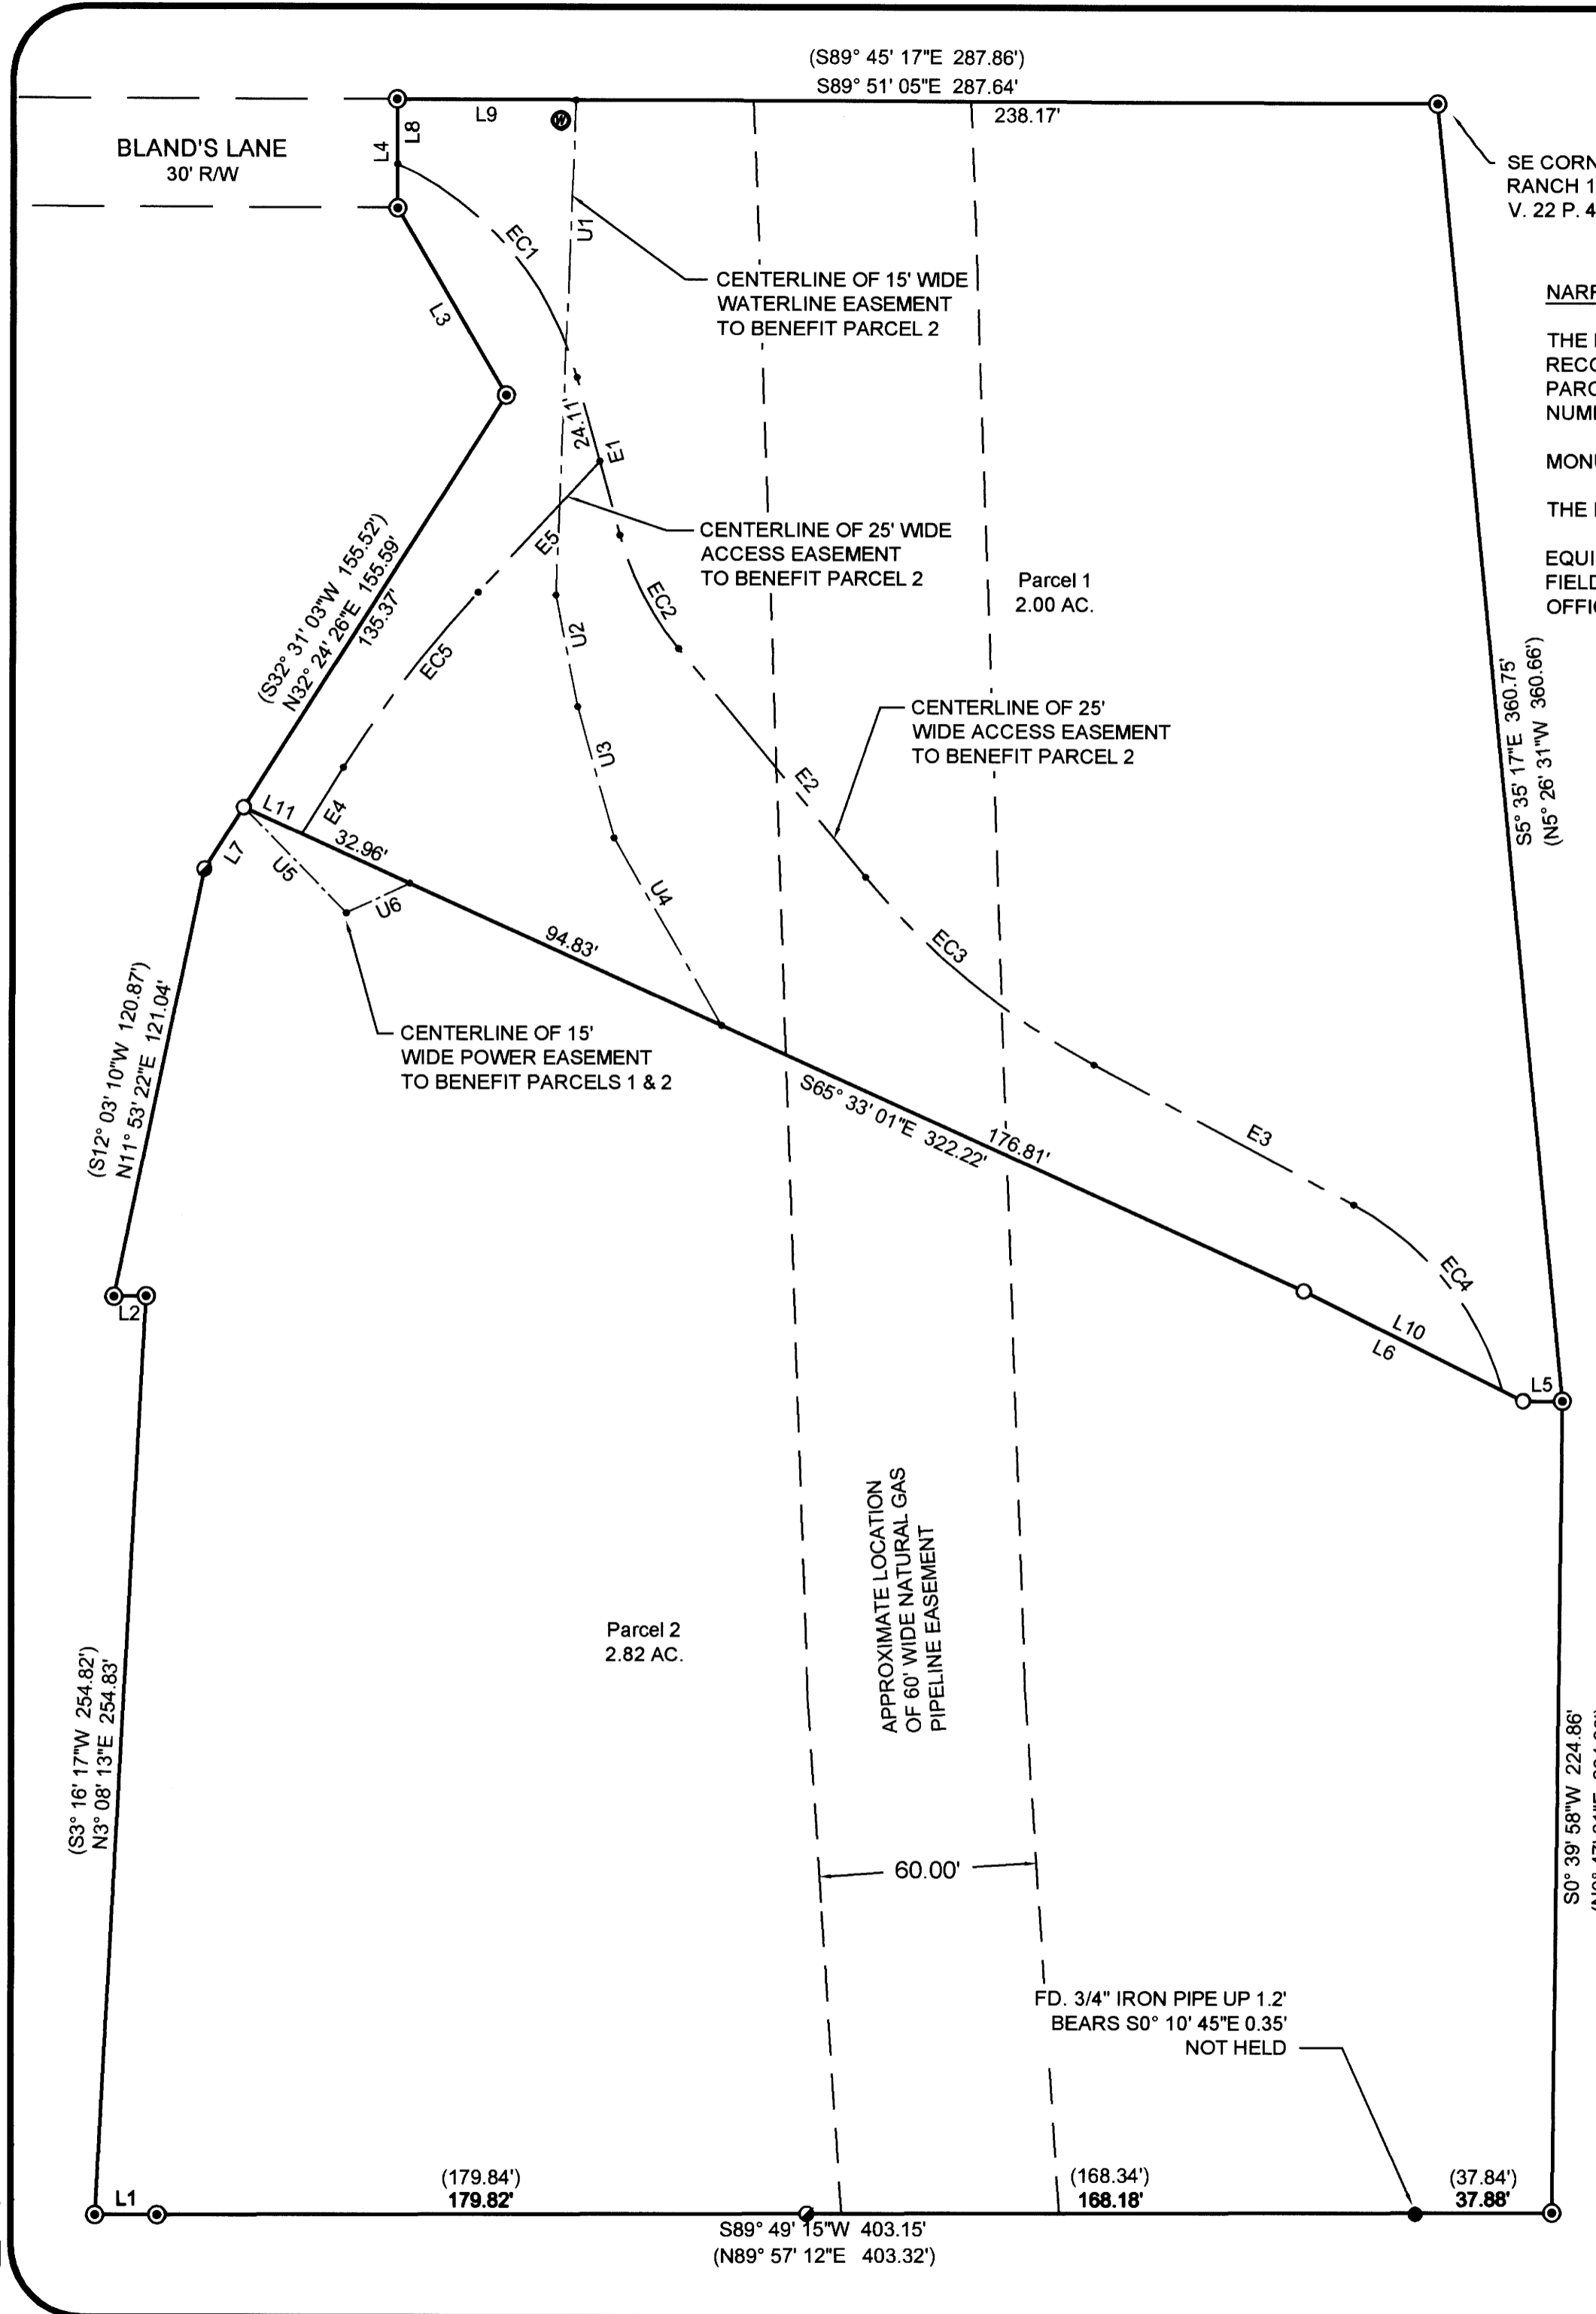 (S89° 45' 17"E 287.86')
S89° 51' 05"E 287.64'
238.17'
L9
W
BLAND'S LANE
30' R/W
L4
L8
SE CORN
RANCH 1
V. 22 P. 4
EC1
U1
L3
CENTERLINE OF 15' WIDE
WATERLINE EASEMENT
TO BENEFIT PARCEL 2
NARR
THE
RECO
PARC
NUM
MONU
THE
EQUI
FIELD
OFFI
24.11'
E1
CENTERLINE OF 25' WIDE
ACCESS EASEMENT
TO BENEFIT PARCEL 2
E5
EC2
U2
Parcel 1
2.00 AC.
(S32° 31' 03"W 155.52')
N32° 24' 26"E 155.59'
135.37'
EC5
S5° 35' 17"E 360.75'
(N5° 26' 31"W 360.66')
CENTERLINE OF 25'
WIDE ACCESS EASEMENT
TO BENEFIT PARCEL 2
U3
E2
L11
E4
32.96'
L7
U5
U6
U4
94.83'
EC3
CENTERLINE OF 15'
WIDE POWER EASEMENT
TO BENEFIT PARCELS 1 & 2
(S12° 03' 10"W 120.87')
N11° 53' 22"E 121.04'
S65° 33' 01"E 322.22'
176.81'
E3
EC4
L2
L10
L6
L5
APPROXIMATE LOCATION
OF 60' WIDE NATURAL GAS
PIPELINE EASEMENT
Parcel 2
2.82 AC.
(S3° 16' 17"W 254.82')
N3° 08' 13"E 254.83'
S0° 39' 58"W 224.86'
60.00'
FD. 3/4" IRON PIPE UP 1.2'
BEARS S0° 10' 45"E 0.35'
NOT HELD
L1
(179.84')
179.82'
(168.34')
168.18'
(37.84')
37.88'
S89° 49' 15"W 403.15'
(N89° 57' 12"E 403.32')